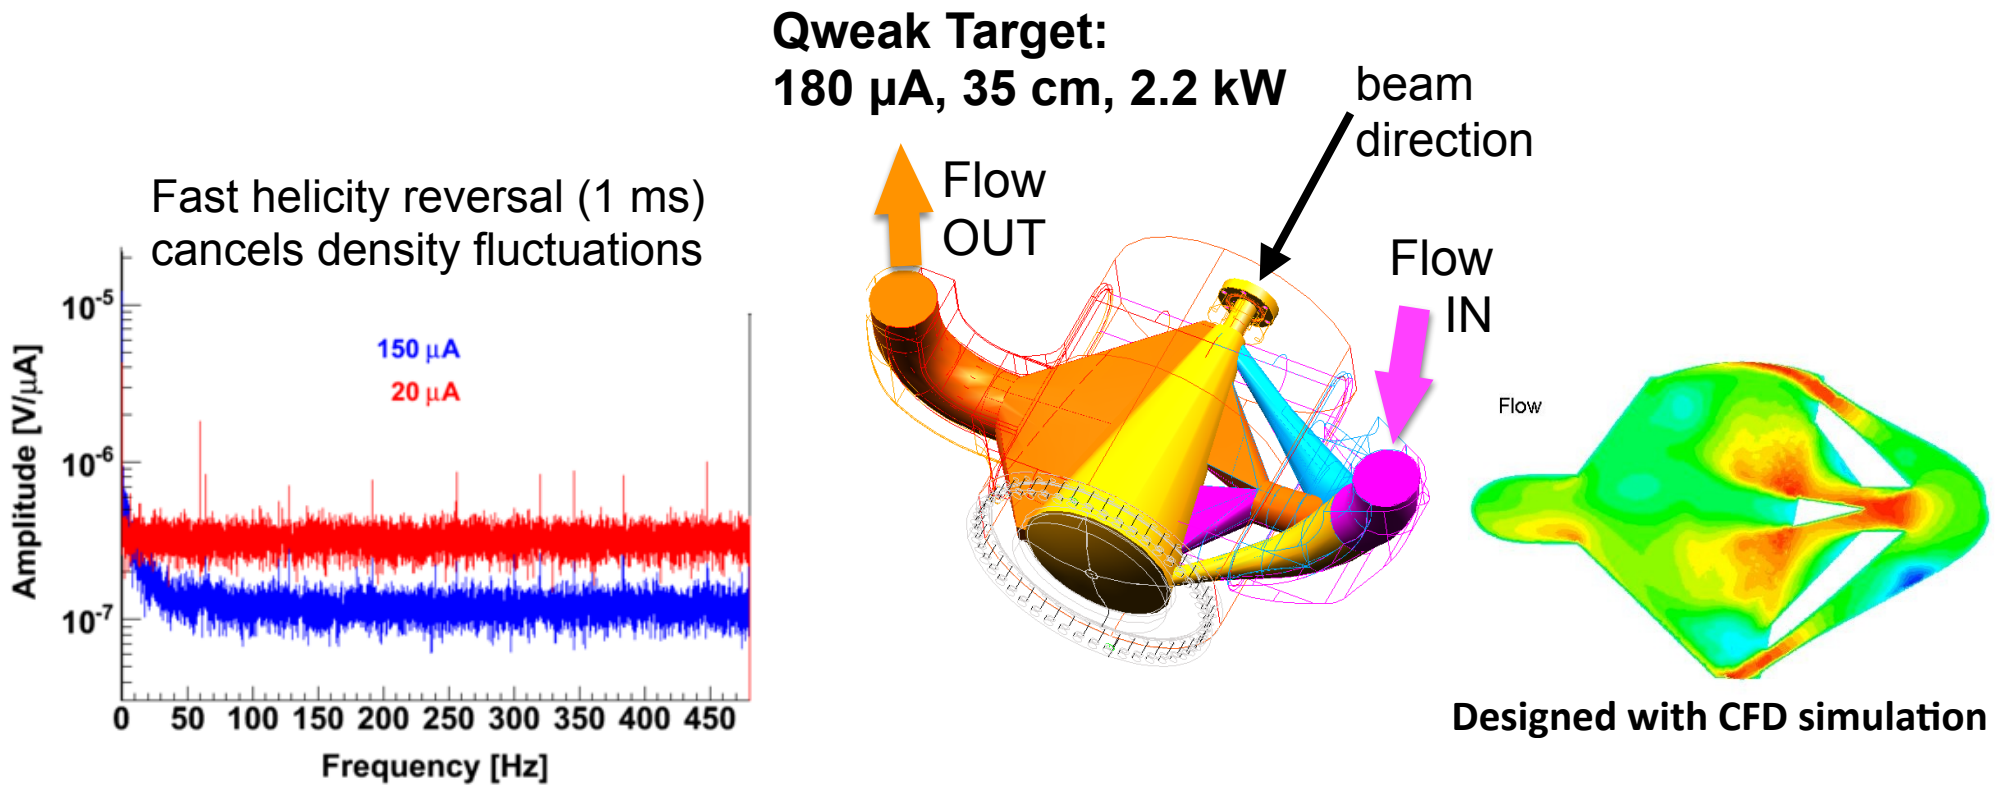 Qweak Target:
180 µA, 35 cm, 2.2 kW
beam
direction
Fast helicity reversal (1 ms)
cancels density fluctuations
Flow
OUT
Flow
IN
10-5
150 µA
20 µA
Amplitude [V/µA]
10-6
10-7
0 50 100 150 200 250 300 350 400 450
Frequency [Hz]
Flow
Designed with CFD simulation